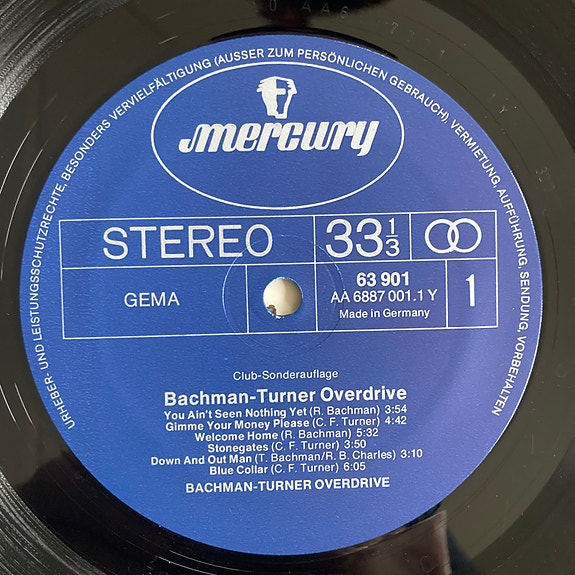 URHEBER- UND LEISTUNGSSCHUTZRECHTE, BESONDERS VERVIELFÄLTIGUNG (AUSSER ZUM PERSÖNLICHEN GEBRAUCH), VERMIETUNG, AUFFÜHRUNG, SENDUNG, VORBEHALTEN
mercury
STEREO 33 1/3
GEMA
63 901
AA 6887 001.1 Y
Made in Germany
1
Club-Sonderauflage
Bachman-Turner Overdrive
You Ain't Seen Nothing Yet (R. Bachman) 3:54
Gimme Your Money Please (C. F. Turner) 4:42
Welcome Home (R. Bachman) 5:32
Stonegates (C. F. Turner) 3:50
Down And Out Man (T. Bachman/R. B. Charles) 3:10
Blue Collar (C. F. Turner) 6:05
BACHMAN-TURNER OVERDRIVE